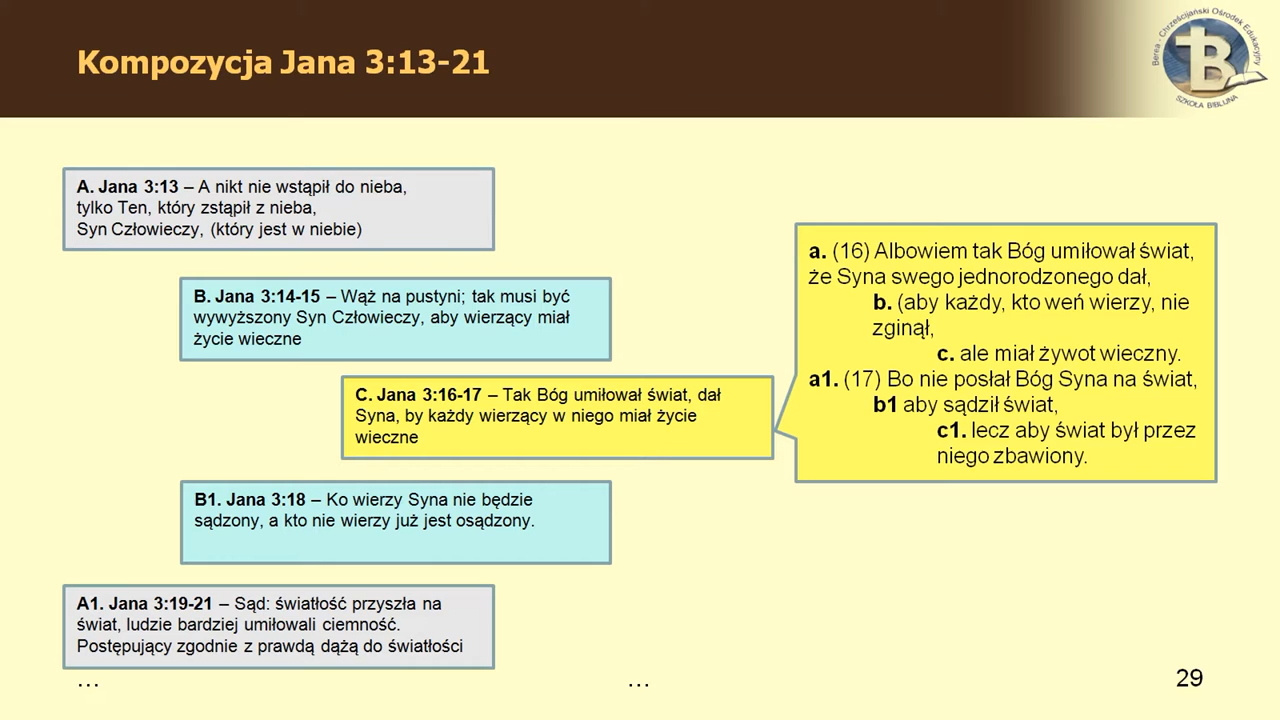 Kompozycja Jana 3:13-21
Berea - Chrześcijański Ośrodek Edukacyjny
B
SZKOŁA BIBLIJNA
A. Jana 3:13 – A nikt nie wstąpił do nieba,
tylko Ten, który zstąpił z nieba,
Syn Człowieczy, (który jest w niebie)
B. Jana 3:14-15 – Wąż na pustyni; tak musi być
wywyższony Syn Człowieczy, aby wierzący miał
życie wieczne
C. Jana 3:16-17 – Tak Bóg umiłował świat, dał
Syna, by każdy wierzący w niego miał życie
wieczne
a. (16) Albowiem tak Bóg umiłował świat,
że Syna swego jednorodzonego dał,
b. (aby każdy, kto weń wierzy, nie
zginął,
c. ale miał żywot wieczny.
a1. (17) Bo nie posłał Bóg Syna na świat,
b1 aby sądził świat,
c1. lecz aby świat był przez
niego zbawiony.
B1. Jana 3:18 – Ko wierzy Syna nie będzie
sądzony, a kto nie wierzy już jest osądzony.
A1. Jana 3:19-21 – Sąd: światłość przyszła na
świat, ludzie bardziej umiłowali ciemność.
Postępujący zgodnie z prawdą dążą do światłości
...
...
29